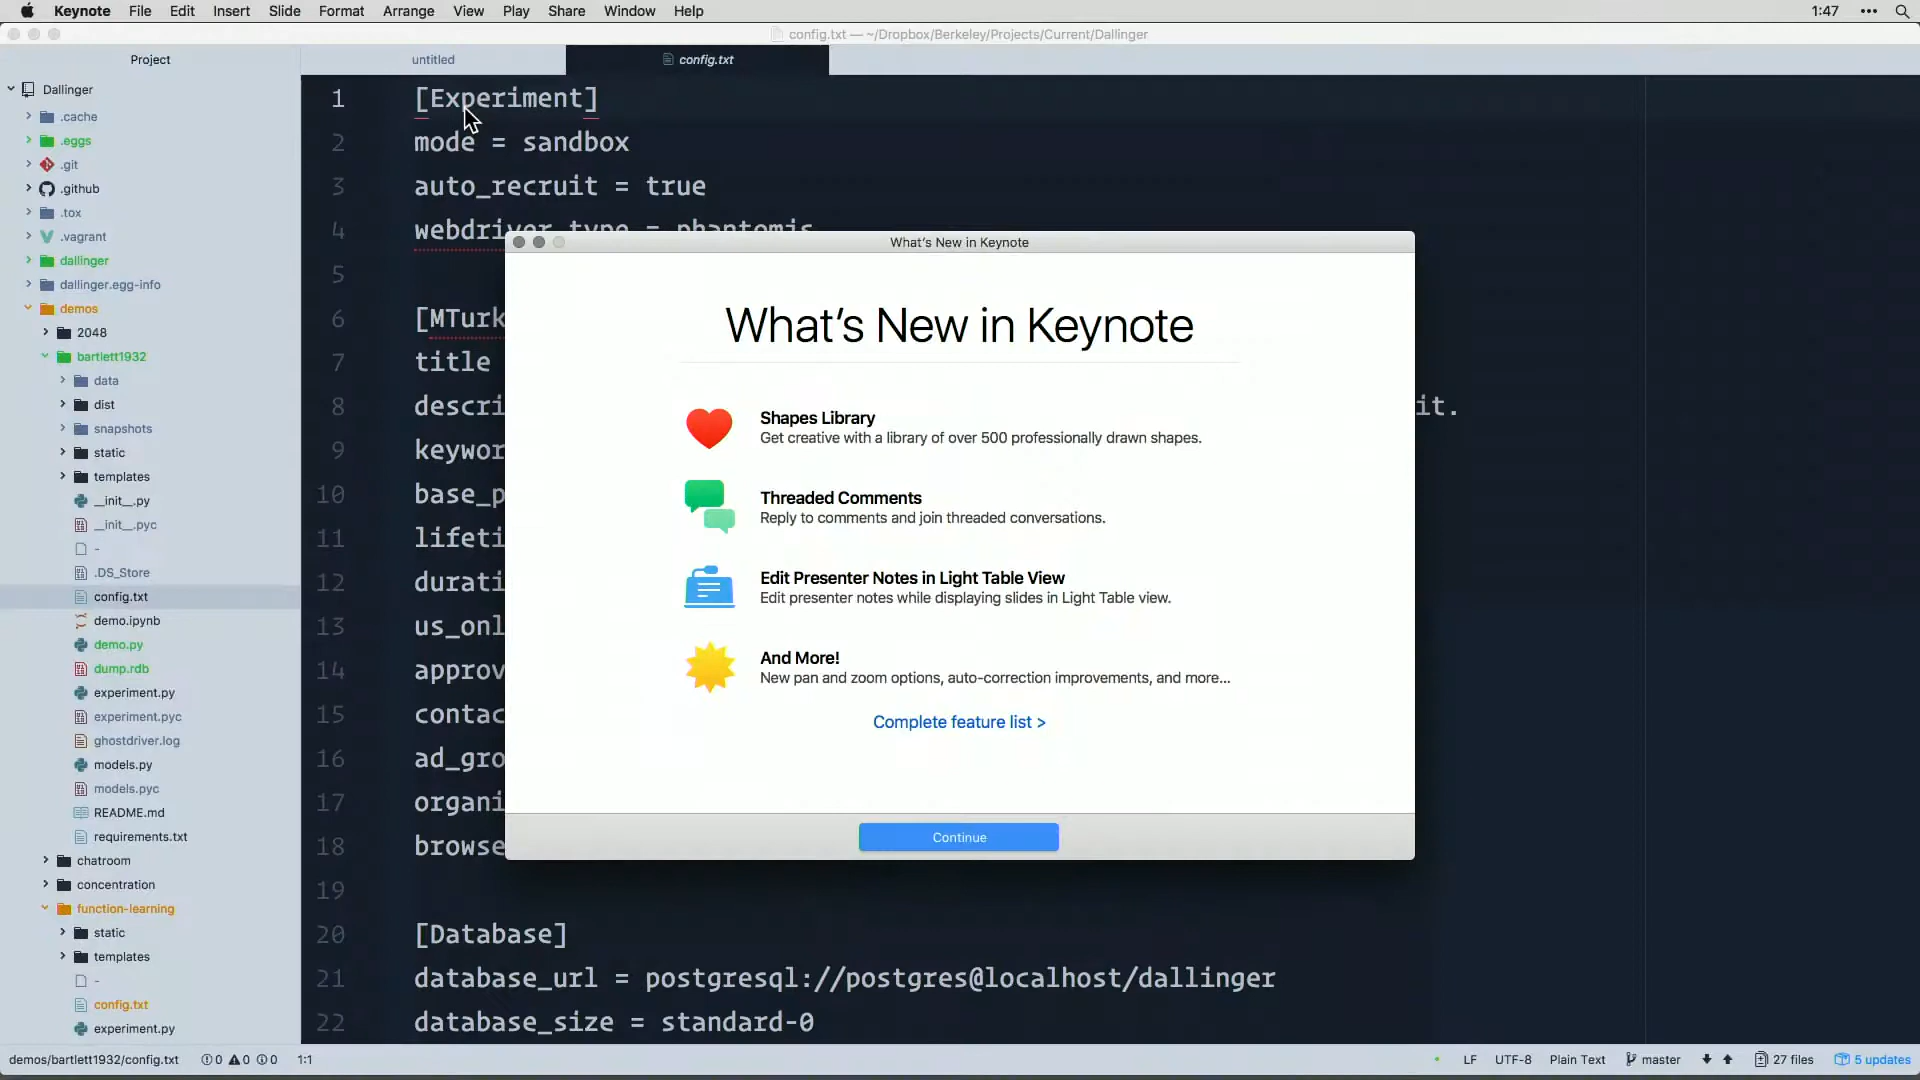 Keynote File Edit Insert Slide Format Arrange View Play Share Window Help 1:47
config.txt — ~/Dropbox/Berkeley/Projects/Current/Dallinger
Project
untitled
config.txt
Dallinger
.cache
.eggs
.git
.github
.tox
.vagrant
dallinger
dallinger.egg-info
demos
2048
bartlett1932
data
dist
snapshots
static
templates
__init__.py
__init__.pyc
-
.DS_Store
config.txt
demo.ipynb
demo.py
dump.rdb
experiment.py
experiment.pyc
ghostdriver.log
models.py
models.pyc
README.md
requirements.txt
chatroom
concentration
function-learning
static
templates
-
config.txt
experiment.py
1 [Experiment]
2 mode = sandbox
3 auto_recruit = true
4 webdriver_type = phantomjs
5
6 [MTurk
7 title
8 descri it.
9 keywor
10 base_p
11 lifeti
12 durati
13 us_onl
14 approv
15 contac
16 ad_gro
17 organi
18 browse
19
20 [Database]
21 database_url = postgresql://postgres@localhost/dallinger
22 database_size = standard-0
What's New in Keynote
What's New in Keynote
Shapes Library
Get creative with a library of over 500 professionally drawn shapes.
Threaded Comments
Reply to comments and join threaded conversations.
Edit Presenter Notes in Light Table View
Edit presenter notes while displaying slides in Light Table view.
And More!
New pan and zoom options, auto-correction improvements, and more...
Complete feature list >
Continue
demos/bartlett1932/config.txt 0 0 0 1:1 LF UTF-8 Plain Text master 27 files 5 updates